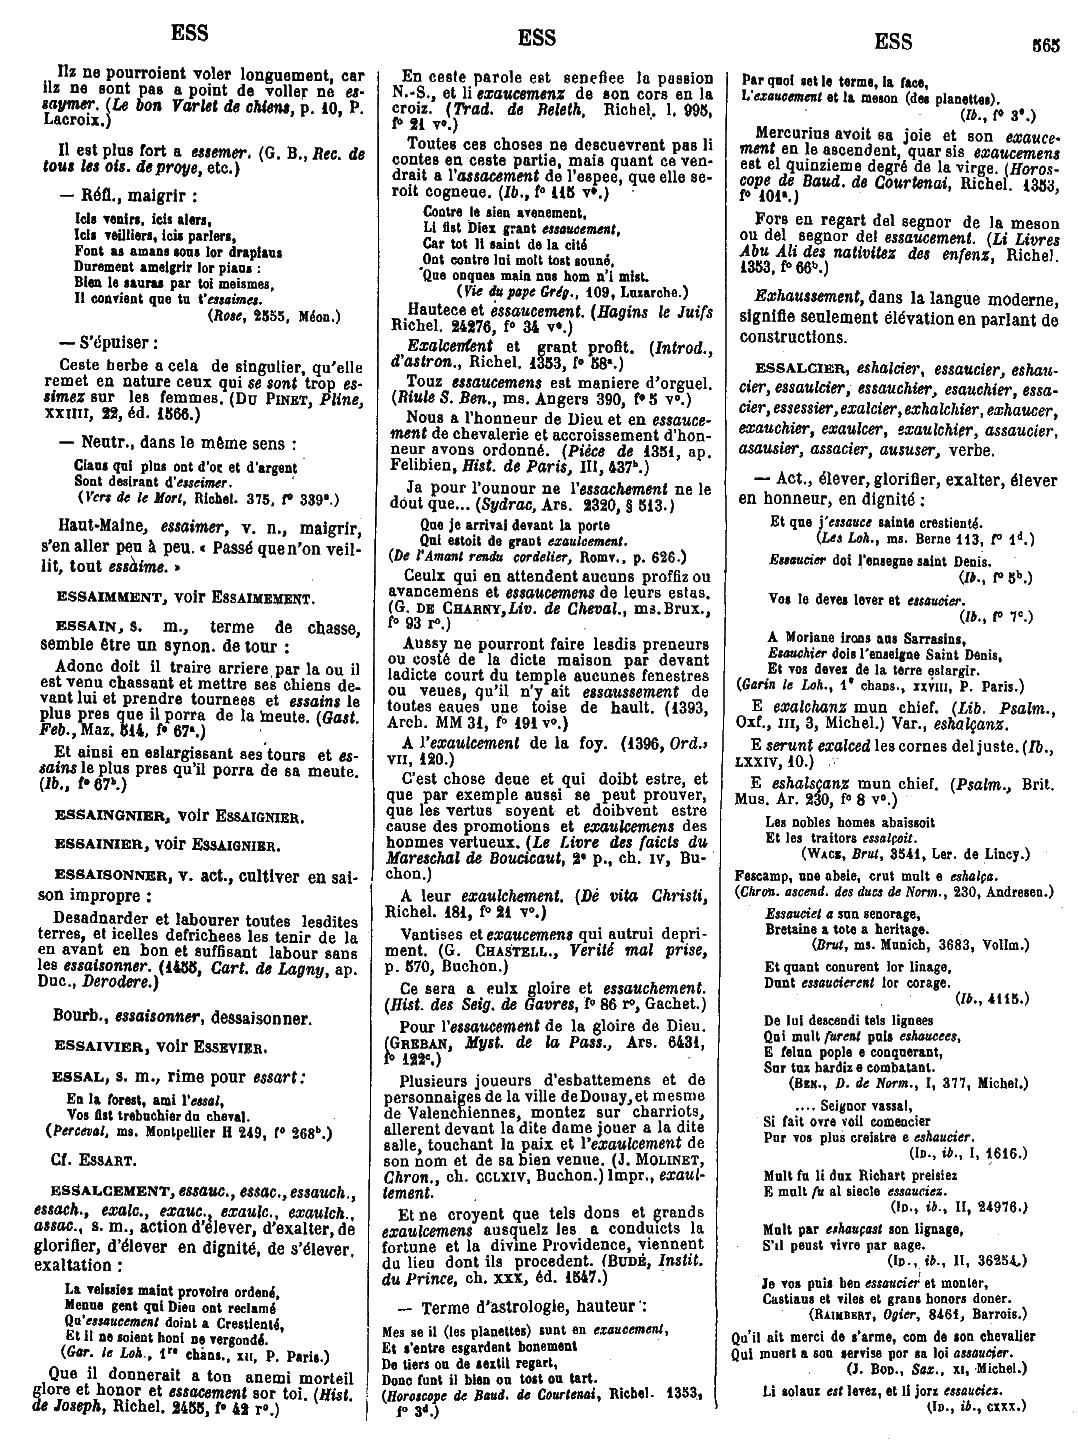 ESS
ESS
ESS
565
Ilz ne pourroient voler longuement, car
ilz ne sont pas a point de voller ne es-
saymer. (Le bon Varlet de chiens, p. 10, P.
Lacroix.)
Il est plus fort a essemer. (G. B., Rec. de
tous les ois. de proye, etc.)
— Réfl., maigrir :
Icis venirs, icis alers,
Icis veilliers, icis parlers,
Font as amans sous lor drapiaus
Durement ameigrir lor piaus :
Bien le sauras par toi meismes,
Il convient que tu t'essaimes.
(Rose, 2555, Méon.)
— S'épuiser :
Ceste herbe a cela de singulier, qu'elle
remet en nature ceux qui se sont trop es-
simez sur les femmes. (DU PINET, Pline,
XXIIII, 22, éd. 1566.)
— Neutr., dans le même sens :
Ciaus qui plus ont d'or et d'argent
Sont desirant d'esseimer.
(Vers de le Mort, Richel. 375, f° 339ª.)
Haut-Maine, essaimer, v. n., maigrir,
s'en aller peu à peu. « Passé que n'on veil-
lit, tout essàime. »
ESSAIMMENT, voir ESSAIMEMENT.
ESSAIN, s. m., terme de chasse,
semble être un synon. de tour :
Adonc doit il traire arriere par la ou il
est venu chassant et mettre ses chiens de-
vant lui et prendre tournees et essains le
plus pres que il porra de la meute. (Gast.
Feb., Maz. 514, f° 67ª.)
Et ainsi en eslargissant ses tours et es-
sains le plus pres qu'il porra de sa meute.
(Ib., f° 67ᵇ.)
ESSAINGNIER, voir ESSAIGNIER.
ESSAINIER, voir ESSAIGNIER.
ESSAISONNER, v. act., cultiver en sai-
son impropre :
Desadnarder et labourer toutes lesdites
terres, et icelles defrichees les tenir de la
en avant en bon et suffisant labour sans
les essaisonner. (1455, Cart. de Lagny, ap.
Duc., Derodere.)
Bourb., essaisonner, dessaisonner.
ESSAIVIER, voir ESSEVIER.
ESSAL, s. m., rime pour essart :
En la forest, ami l'essal,
Vos fist trebuchier du cheval.
(Perceval, ms. Montpellier H 249, f° 268ᵇ.)
Cf. ESSART.
ESSALCEMENT, essauc., essac., essauch.,
essach., exalc., exauc., exaulc., exaulch.,
assac., s. m., action d'élever, d'exalter, de
glorifier, d'élever en dignité, de s'élever,
exaltation :
La veissiez maint provoire ordené,
Menue gent qui Dieu ont reclamé
Qu'essaucement doint a Crestienté,
Et il ne soient honi ne vergondé.
(Gar. le Loh., 1ʳᵉ chans., XII, P. Paris.)
Que il donnerait a ton anemi morteil
glore et honor et essacement sor toi. (Hist.
de Joseph, Richel. 2455, f° 42 r°.)
En ceste parole est senefiee la passion
N.-S., et li exaucemenz de son cors en la
croiz. (Trad. de Beleth, Richel. l. 995,
f° 21 v°.)
Toutes ces choses ne descuevrent pas li
contes en ceste partie, mais quant ce ven-
drait a l'assacement de l'espee, que elle se-
roit cogneue. (Ib., f° 115 v°.)
Contre le sien avenement,
Li fist Diex grant essaucement,
Car tot li saint de la cité
Ont contre lui molt tost souné,
Que onques main nus hom n'i mist.
(Vie du pape Grég., 109, Luzarche.)
Hautece et essaucement. (Hagins le Juifs
Richel. 24276, f° 34 v°.)
Exalcement et grant profit. (Introd.,
d'astron., Richel. 1353, f° 58ª.)
Touz essaucemens est maniere d'orguel.
(Riule S. Ben., ms. Angers 390, f° 5 v°.)
Nous a l'honneur de Dieu et en essauce-
ment de chevalerie et accroissement d'hon-
neur avons ordonné. (Pièce de 1351, ap.
Felibien, Hist. de Paris, III, 437ᵇ.)
Ja pour l'ounour ne l'essachement ne le
dout que... (Sydrac, Ars. 2320, § 513.)
Que je arrivai devant la porte
Qui estoit de grant exaulcement.
(De l'Amant rendu cordelier, Romv., p. 626.)
Ceulx qui en attendent aucuns proffiz ou
avancemens et essaucemens de leurs estas.
(G. DE CHARNY, Liv. de Cheval., ms. Brux.,
f° 93 r°.)
Aussy ne pourront faire lesdis preneurs
ou costé de la dicte maison par devant
ladicte court du temple aucunes fenestres
ou veues, qu'il n'y ait essaussement de
toutes eaues une toise de hault. (1393,
Arch. MM 31, f° 191 v°.)
A l'exaulcement de la foy. (1396, Ord.,
VII, 120.)
C'est chose deue et qui doibt estre, et
que par exemple aussi se peut prouver,
que les vertus soyent et doibvent estre
cause des promotions et exaulcemens des
hommes vertueux. (Le Livre des faicts du
Mareschal de Boucicaut, 2ᵉ p., ch. IV, Bu-
chon.)
A leur exaulchement. (De vita Christi,
Richel. 181, f° 21 v°.)
Vantises et exaucemens qui autrui depri-
ment. (G. CHASTELL., Verité mal prise,
p. 570, Buchon.)
Ce sera a eulx gloire et essauchement.
(Hist. des Seig. de Gavres, f° 86 r°, Gachet.)
Pour l'essaucement de la gloire de Dieu.
(GREBAN, Myst. de la Pass., Ars. 6431,
f° 122ᶜ.)
Plusieurs joueurs d'esbattemens et de
personnaiges de la ville de Douay, et mesme
de Valenchiennes, montez sur charriots,
allerent devant la dite dame jouer a la dite
salle, touchant la paix et l'exaulcement de
son nom et de sa bien venue. (J. MOLINET,
Chron., ch. CCLXIV, Buchon.) Impr., exaul-
tement.
Et ne croyent que tels dons et grands
exaulcemens ausquelz les a conduicts la
fortune et la divine Providence, viennent
du lieu dont ils procedent. (BUDÉ, Instit.
du Prince, ch. XXX, éd. 1547.)
— Terme d'astrologie, hauteur :
Mes se il (les planettes) sunt en exaucement,
Et s'entre esgardent bonement
De tiers ou de sextil regart,
Donc funt il bien ou tost ou tart.
(Horoscope de Baud. de Courtenai, Richel. 1353,
f° 3ᵈ.)
Par quoi set le terme, la face,
L'exaucement et la meson (des planettes).
(Ib., f° 3ᵉ.)
Mercurius avoit sa joie et son exauce-
ment en le ascendent, quar sis exaucemens
est el quinzieme degré de la virge. (Horos-
cope de Baud. de Courtenai, Richel. 1353,
f° 101ª.)
Fors en regart del segnor de la meson
ou del segnor del essaucement. (Li Livres
Abu Ali des nativitez des enfenz, Richel.
1353, f° 66ᵇ.)
Exhaussement, dans la langue moderne,
signifie seulement élévation en parlant de
constructions.
ESSALCIER, eshalcier, essaucier, eshau-
cier, essaulcier, essauchier, esauchier, essa-
cier, essessier, exalcier, exhalchier, exhaucer,
exauchier, exaulcer, exaulchier, assaucier,
asausier, assacier, aususer, verbe.
— Act., élever, glorifier, exalter, élever
en honneur, en dignité :
Et que j'essauce sainte crestienté.
(Les Loh., ms. Berne 113, f° 1ᵈ.)
Essaucier doi l'ensegne saint Denis.
(Ib., f° 5ᵇ.)
Vos le deves lever et essaucier.
(Ib., f° 7ᶜ.)
A Moriane irons aus Sarrasins,
Esauchier dois l'enseigne Saint Denis,
Et vos devez de la terre eslargir.
(Garin le Loh., 1ᵉ chans., XXVIII, P. Paris.)
E exalchanz mun chief. (Lib. Psalm.,
Oxf., III, 3, Michel.) Var., eshalçanz.
E serunt exalced les cornes del juste. (Ib.,
LXXIV, 10.)
E eshalsçanz mun chief. (Psalm., Brit.
Mus. Ar. 230, f° 8 v°.)
Les nobles homes abaissoit
Et les traitors essalçoit.
(WACE, Brut, 3541, Ler. de Lincy.)
Fescamp, une abeie, crut mult e eshalça.
(Chron. ascend. des ducs de Norm., 230, Andresen.)
Essauciet a sun senorage,
Bretaine a tote a heritage.
(Brut, ms. Munich, 3683, Vollm.)
Et quant conurent lor linage,
Dunt essaucierent lor corage.
(Ib., 4115.)
De lui descendi tels lignees
Qui mult furent puis eshaucees,
E felun pople e conquerant,
Sur tuz hardiz e combatant.
(BEN., D. de Norm., I, 377, Michel.)
.... Seignor vassal,
Si fait ovre voil comencier
Pur vos plus creistre e eshaucier.
(ID., ib., I, 1616.)
Mult fu li dux Richart preisiez
E mult fu al siecle essauciez.
(ID., ib., II, 24976.)
Mult par eshauçast son lignage,
S'il peust vivre par aage.
(ID., ib., II, 36254.)
Je vos puis ben essaucier et monter,
Castiaus et viles et grans honors doner.
(RAIMBERT, Ogier, 8461, Barrois.)
Qu'il ait merci de s'arme, com de son chevalier
Qui muert a son servise por sa loi assaucier.
(J. BOD., Sax., XI, Michel.)
Li solauz est levez, et li jorz essauciez.
(ID., ib., CXXX.)